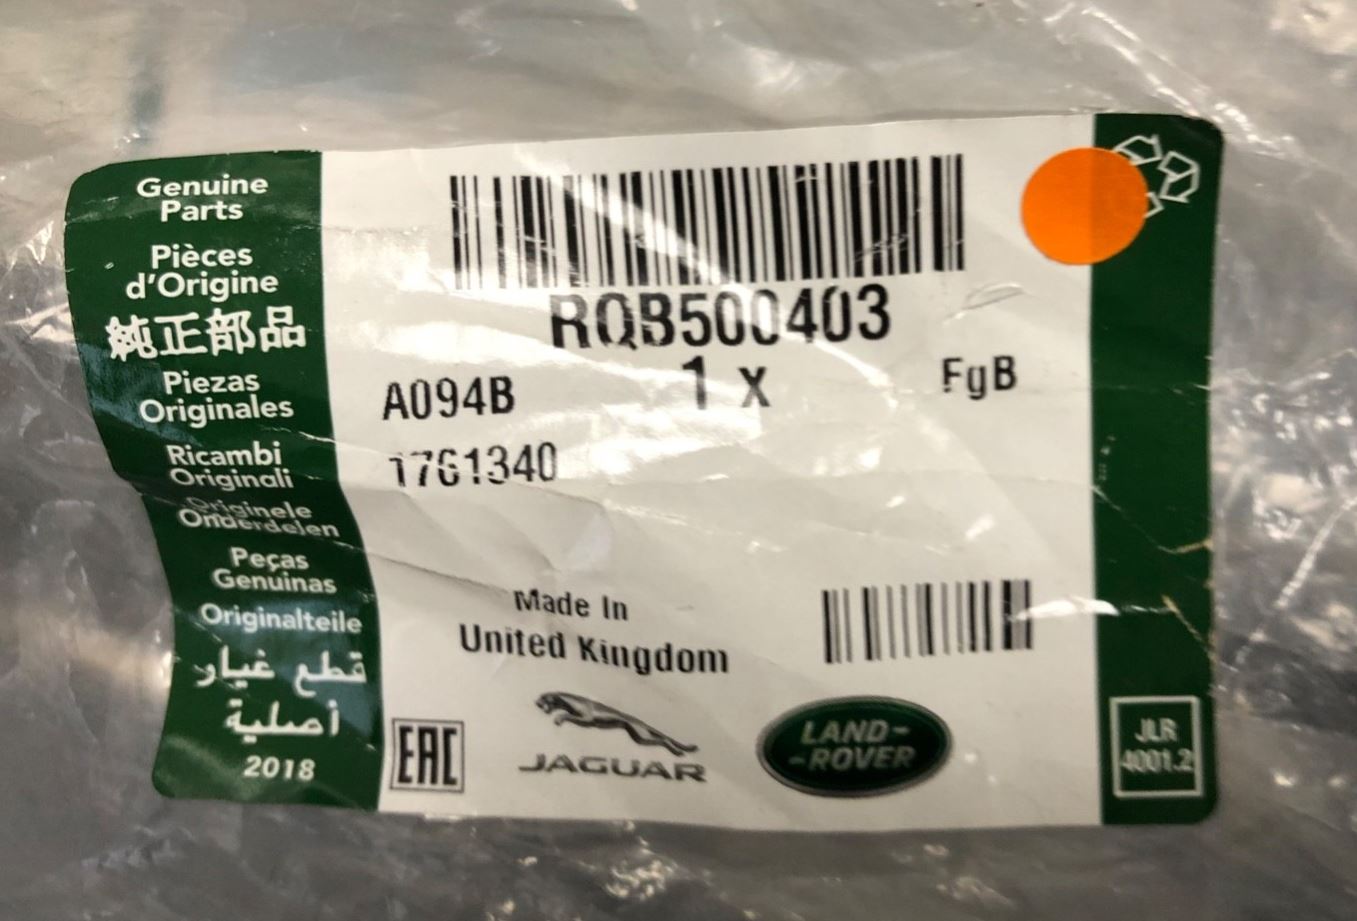 Genuine
Parts
Pièces
d'Origine
純正部品
Piezas
Originales
Ricambi
Originali
Originele
Onderdelen
Peças
Genuinas
Originalteile
قطع غيار
أصلية
2018
RQB500403
A094B 1 x FgB
1761340
Made In
United Kingdom
EAC
JAGUAR
LAND-
-ROVER
JLR
4001.2